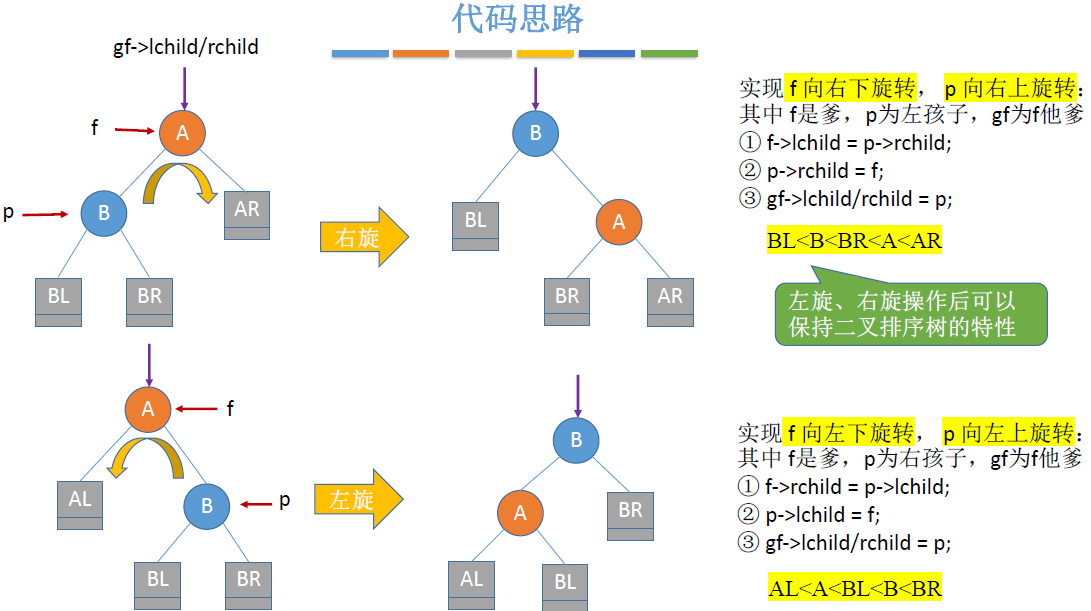 代码思路
gf->lchild/rchild
f
A
p
B
AR
BL
BR
右旋
B
BL
A
BR
AR
实现 f 向右下旋转， p 向右上旋转：
其中 f是爹，p为左孩子，gf为f他爹
① f->lchild = p->rchild;
② p->rchild = f;
③ gf->lchild/rchild = p;
BL<B<BR<A<AR
左旋、右旋操作后可以
保持二叉排序树的特性
A
f
AL
B
p
BL
BR
左旋
B
A
BR
AL
BL
实现 f 向左下旋转， p 向左上旋转：
其中 f是爹，p为右孩子，gf为f他爹
① f->rchild = p->lchild;
② p->lchild = f;
③ gf->lchild/rchild = p;
AL<A<BL<B<BR